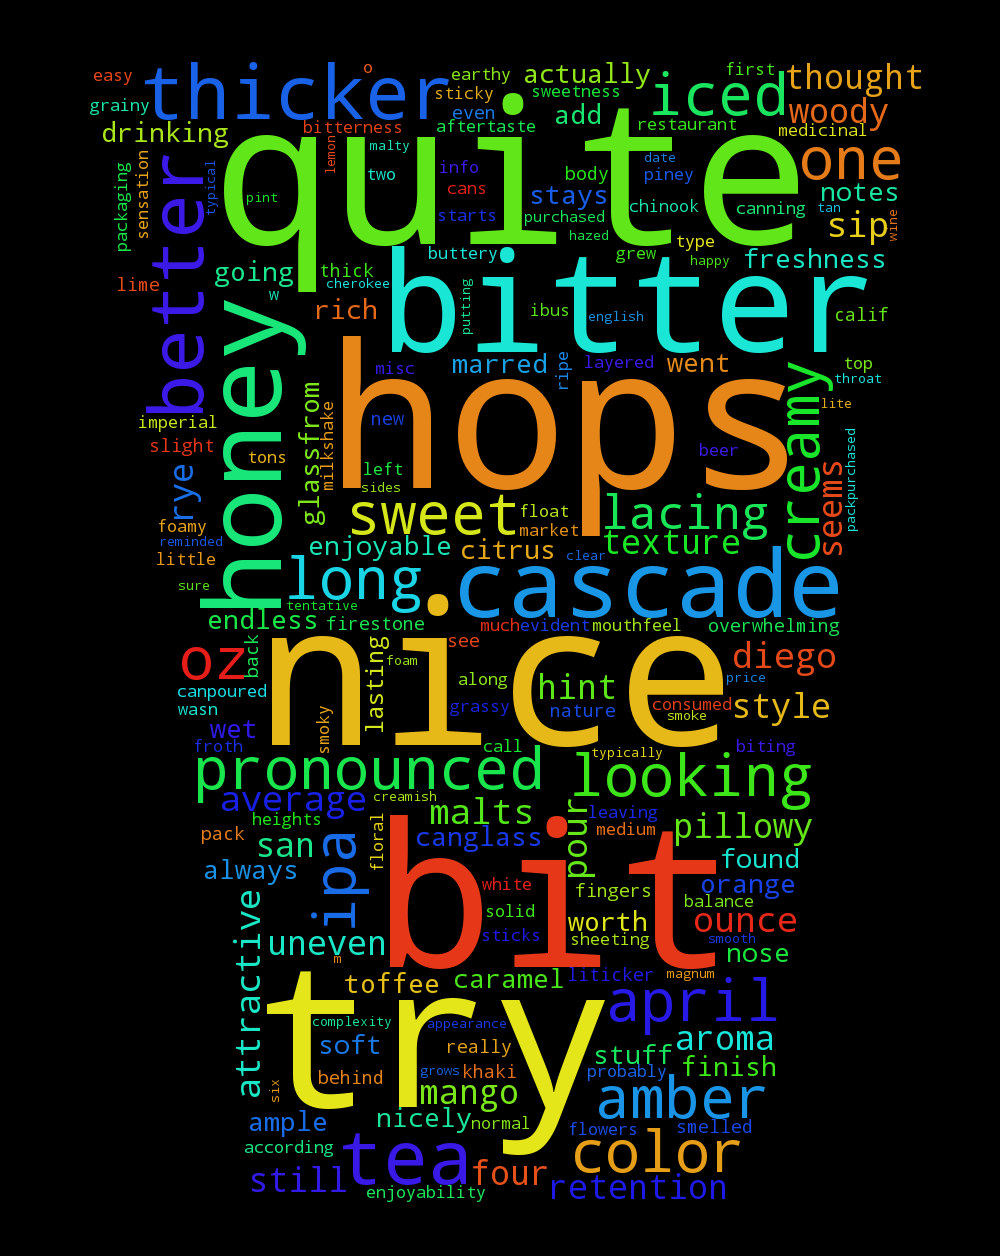 easy
o
thicker
earthy
actually
iced
first
thought
grainy
sticky
sweetness
woody
drinking
bitterness
even
aftertaste
add
restaurant
medicinal
quite
one
packaging
sensation
typical
lemon
malty
two
info
cans
body
date
piney
notes
better
pint
starts
stays
purchased
chinook
canning
tan
sip
wine
hazed
type
grew
happy
freshness
lime
going
thick
cherokee
w
rich
buttery
bitter
putting
ibus
english
calif
honey
misc
marred
ripe
layered
went
creamy
top
throat
lite
imperial
slight
glassfrom
milkshake
new
hops
beer
packpurchased
seems
rye
tons
left
sides
foamy
reminded
little
sweet
float
market
lacing
texture
enjoyable
citrus
clear
sure
long
cascade
tentative
endless
firestone
much
evident
mouthfeel
overwhelming
oz
back
lasting
foam
see
nice
diego
canpoured
wasn
along
hint
nature
grassy
consumed
smoke
price
style
wet
froth
smoky
call
typically
biting
pronounced
looking
average
creamish
heights
malts
leaving
pack
san
floral
canglass
pour
medium
pillowy
always
ipa
bit
found
white
fingers
orange
balance
attractive
solid
worth
ounce
uneven
sticks
sheeting
smooth
nose
m
toffee
caramel
liticker
magnum
try
april
complexity
appearance
soft
really
stuff
aroma
behind
grows
khaki
probably
finish
six
mango
amber
ample
nicely
normal
flowers
smelled
according
tea
color
still
four
enjoyability
retention